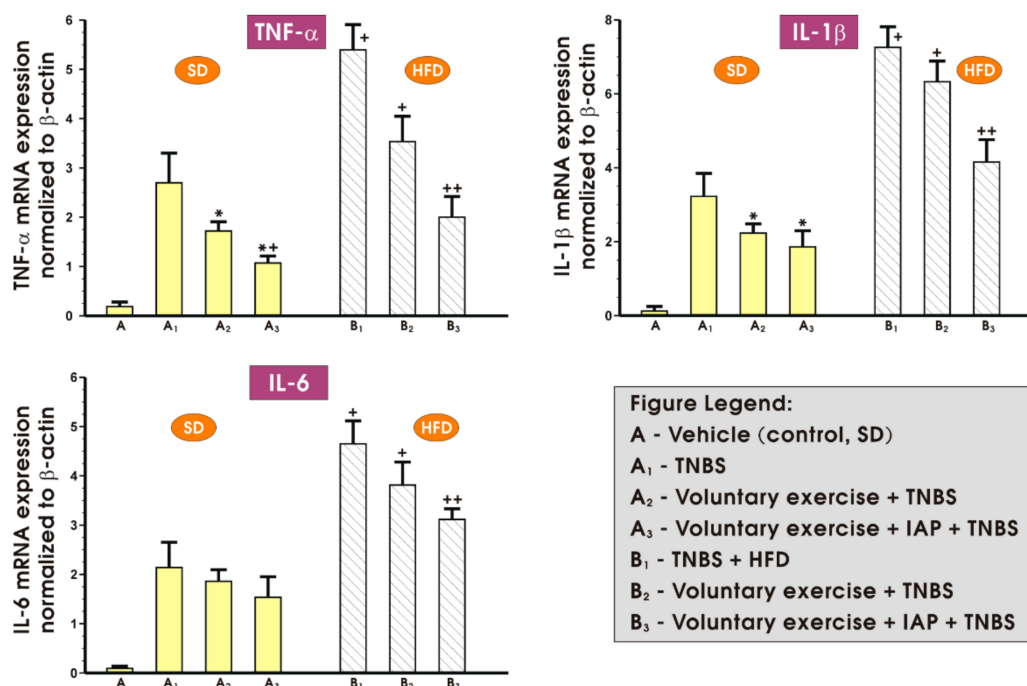 TNF-α
TNF-α mRNA expression
normalized to β-actin
6
5
4
3
2
1
0
SD
HFD
*
*+
+
+
++
A
A₁
A₂
A₃
B₁
B₂
B₃
IL-1β
IL-1β mRNA expression
normalized to β-actin
8
6
4
2
0
SD
HFD
*
*
+
+
++
A
A₁
A₂
A₃
B₁
B₂
B₃
IL-6
IL-6 mRNA expression
normalized to β-actin
6
5
4
3
2
1
0
SD
HFD
+
+
++
A
A₁
A₂
A₃
B₁
B₂
B₃
Figure Legend:
A - Vehicle (control, SD)
A₁ - TNBS
A₂ - Voluntary exercise + TNBS
A₃ - Voluntary exercise + IAP + TNBS
B₁ - TNBS + HFD
B₂ - Voluntary exercise + TNBS
B₃ - Voluntary exercise + IAP + TNBS